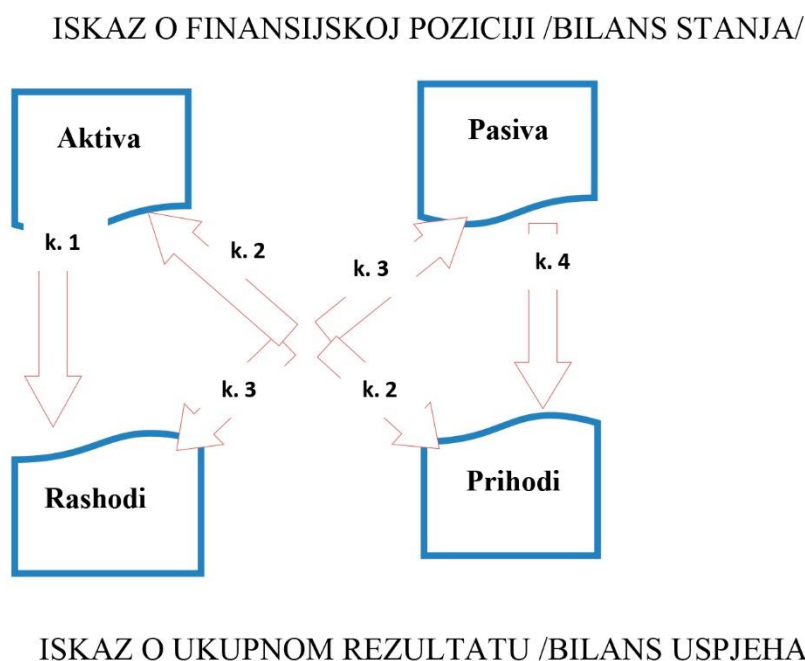 ISKAZ O FINANSIJSKOJ POZICIJI /BILANS STANJA/
Aktiva
Pasiva
k. 1
k. 2
k. 3
k. 4
k. 3
k. 2
Rashodi
Prihodi
ISKAZ O UKUPNOM REZULTATU /BILANS USPJEHA